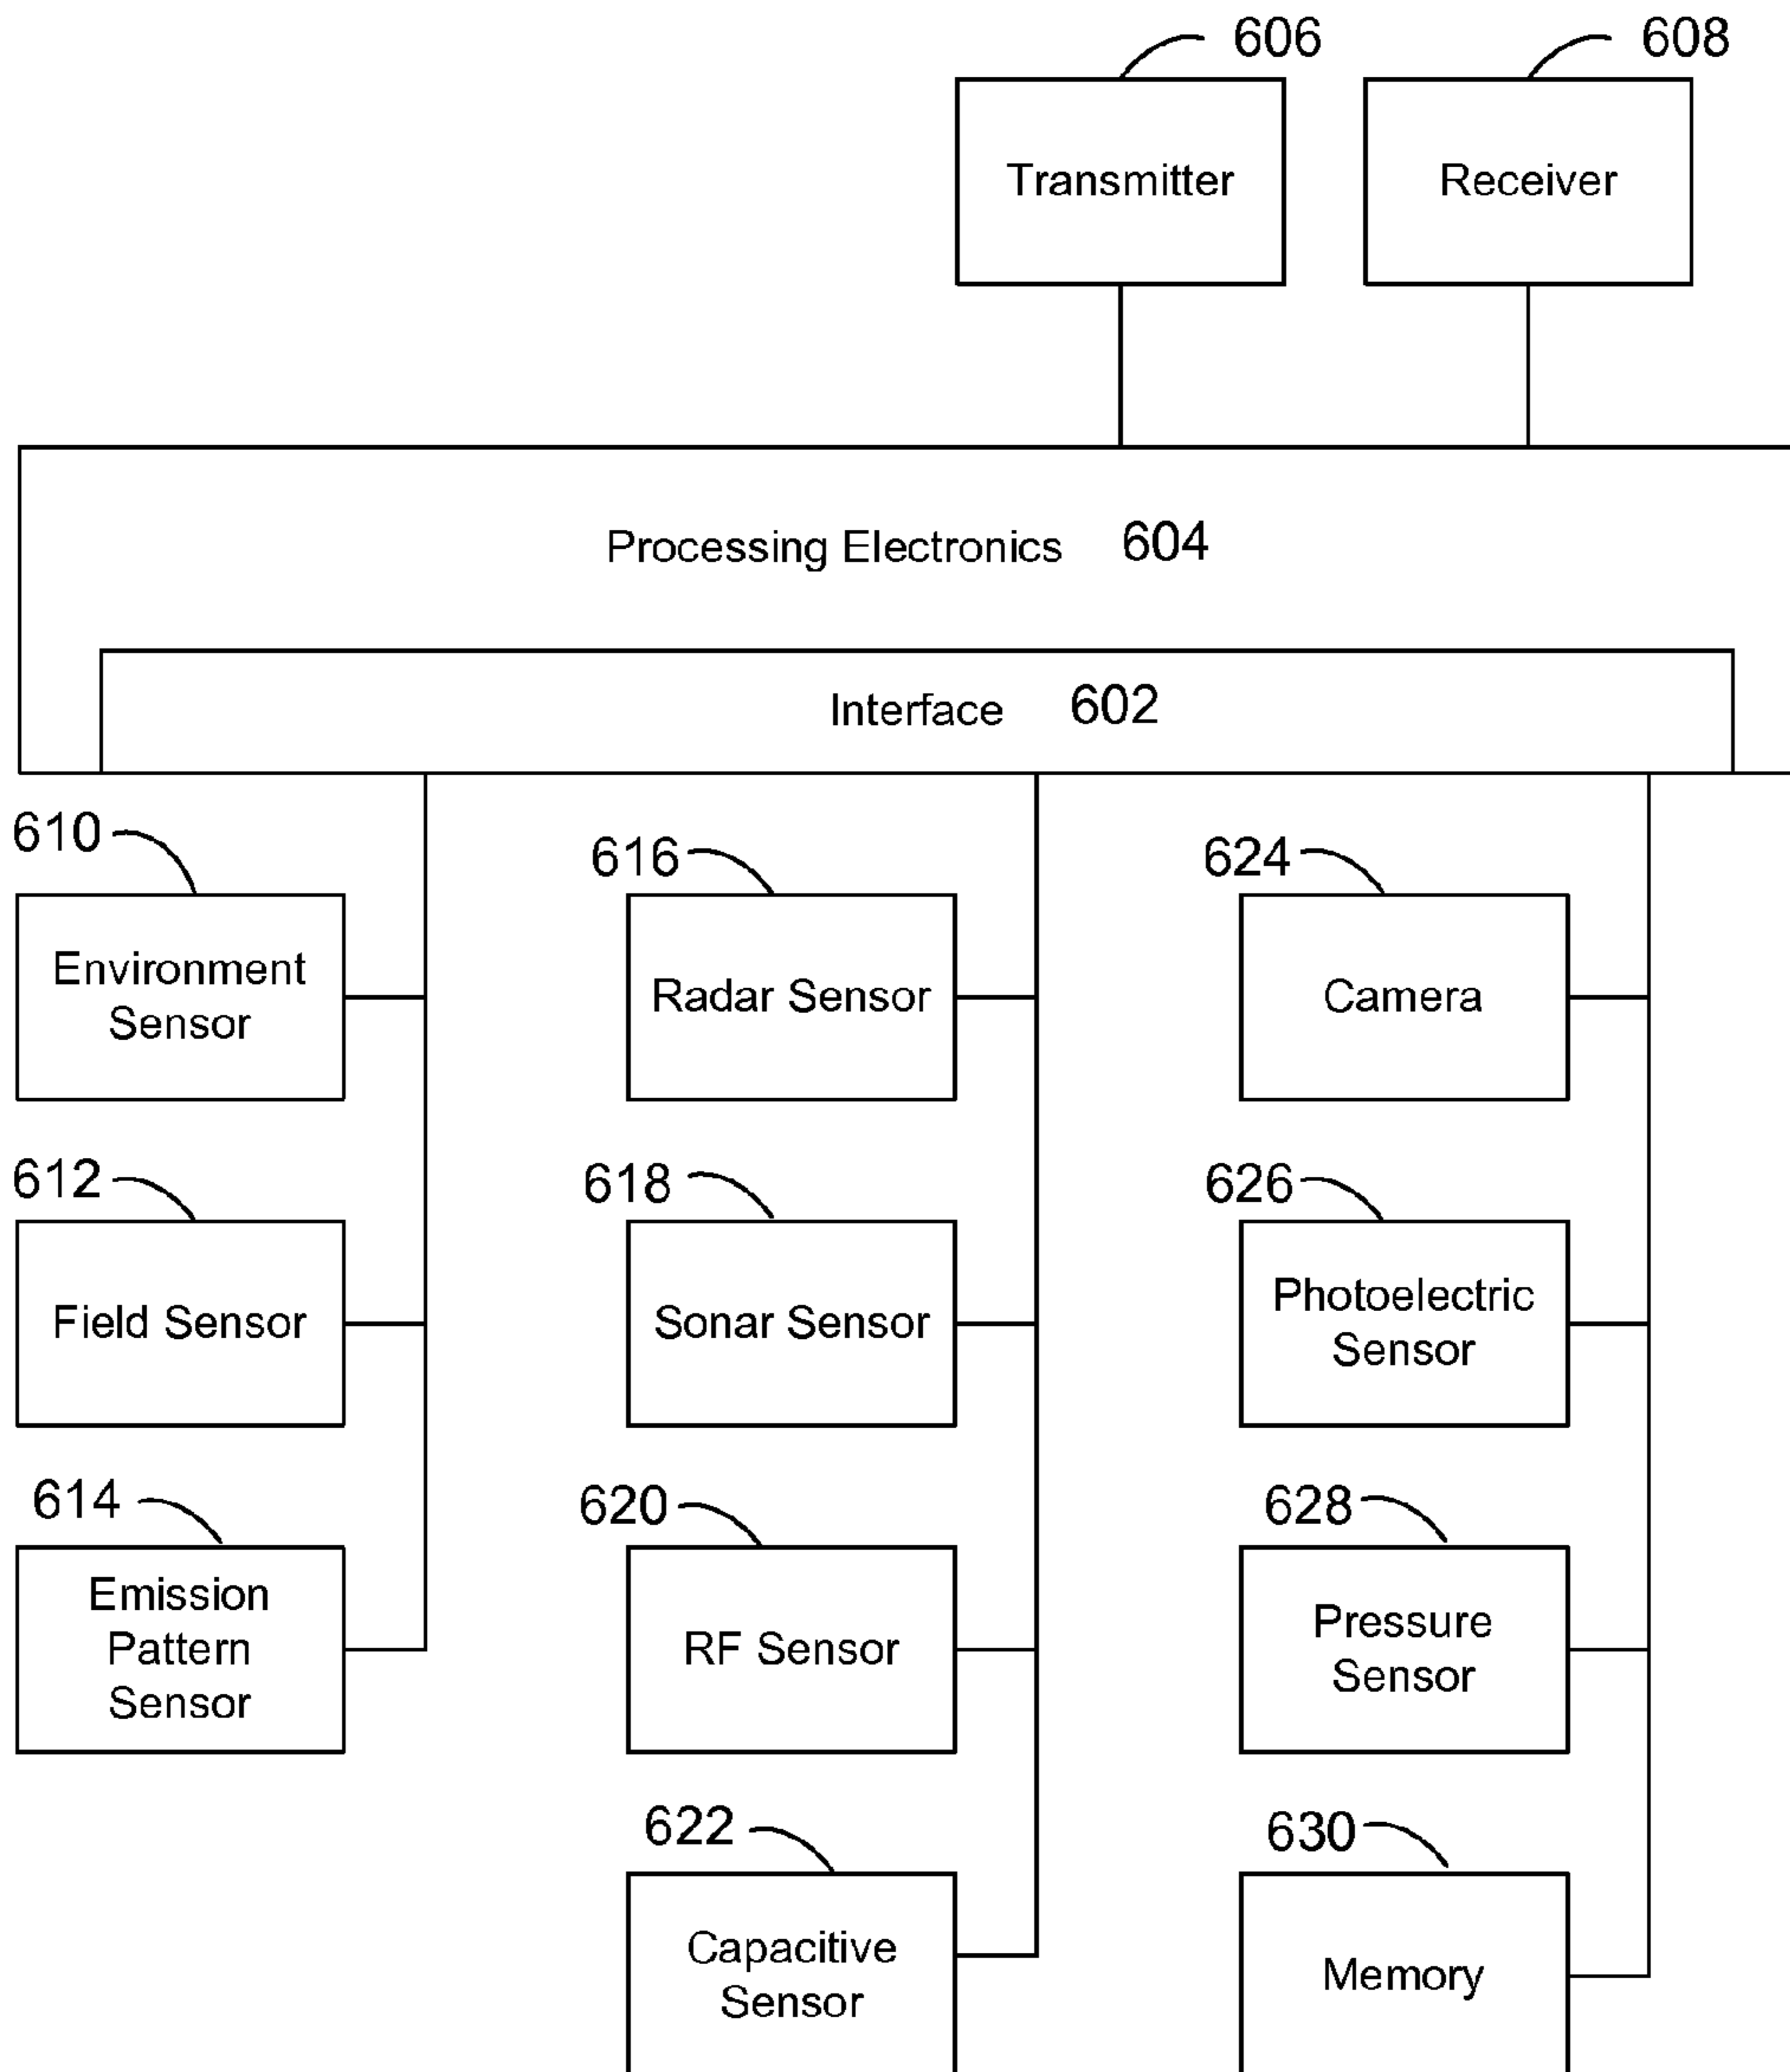 606
608
Transmitter
Receiver
Processing Electronics 604
Interface 602
610
616
624
Environment
Sensor
Radar Sensor
Camera
612
618
626
Field Sensor
Sonar Sensor
Photoelectric
Sensor
614
620
628
Emission
Pattern
Sensor
RF Sensor
Pressure
Sensor
622
630
Capacitive
Sensor
Memory